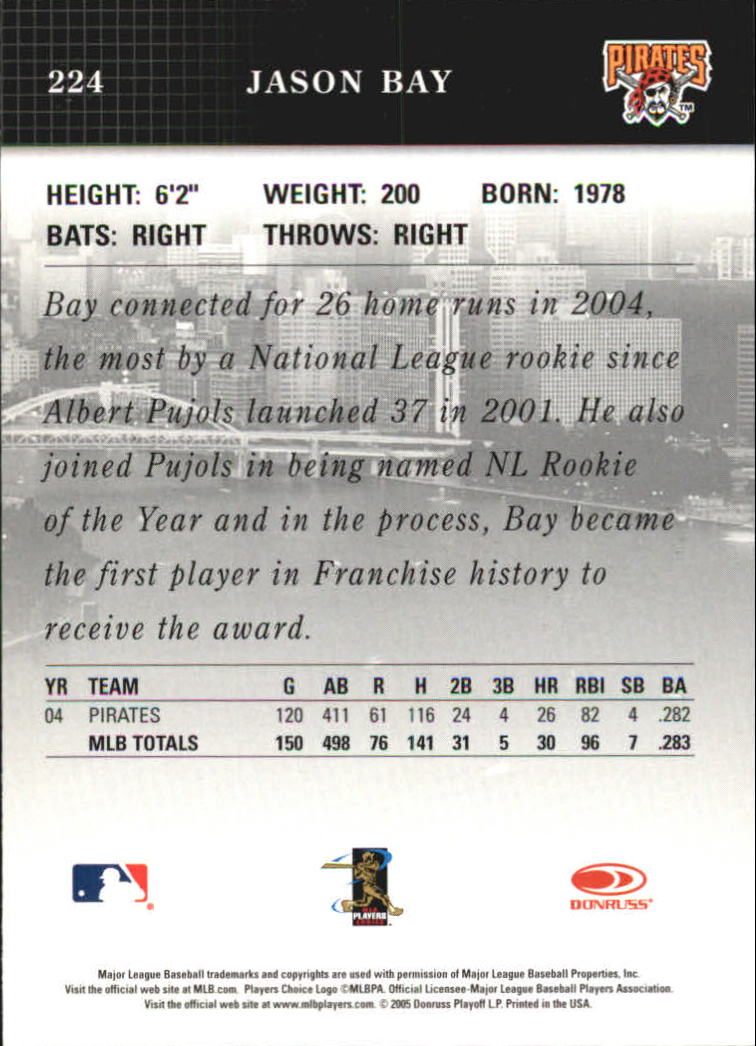 224 JASON BAY PIRATES TM
HEIGHT: 6'2" WEIGHT: 200 BORN: 1978
BATS: RIGHT THROWS: RIGHT
Bay connected for 26 home runs in 2004,
the most by a National League rookie since
Albert Pujols launched 37 in 2001. He also
joined Pujols in being named NL Rookie
of the Year and in the process, Bay became
the first player in Franchise history to
receive the award.
YR TEAM G AB R H 2B 3B HR RBI SB BA
04 PIRATES 120 411 61 116 24 4 26 82 4 .282
MLB TOTALS 150 498 76 141 31 5 30 96 7 .283
PLAYERS
DONRUSS
Major League Baseball trademarks and copyrights are used with permission of Major League Baseball Properties, Inc.
Visit the official web site at MLB.com. Players Choice Logo ©MLBPA. Official Licensee-Major League Baseball Players Association.
Visit the official web site at www.mlbplayers.com. © 2005 Donruss Playoff L.P. Printed in the USA.